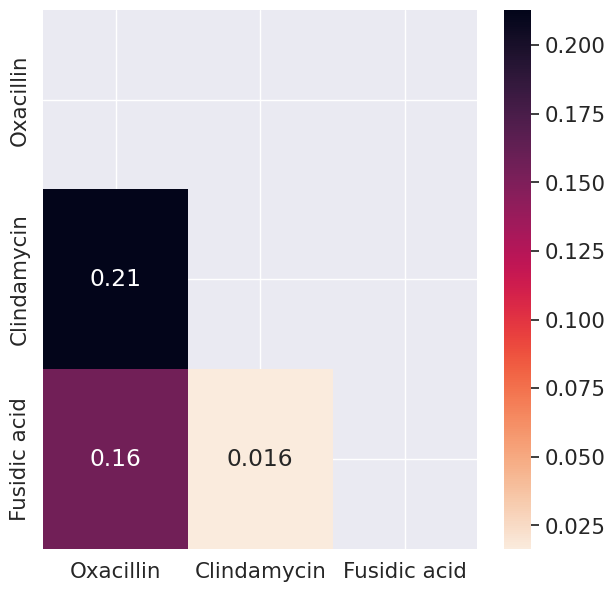 Oxacillin
Clindamycin
Fusidic acid
0.21
0.16
0.016
Oxacillin
Clindamycin
Fusidic acid
0.200
0.175
0.150
0.125
0.100
0.075
0.050
0.025